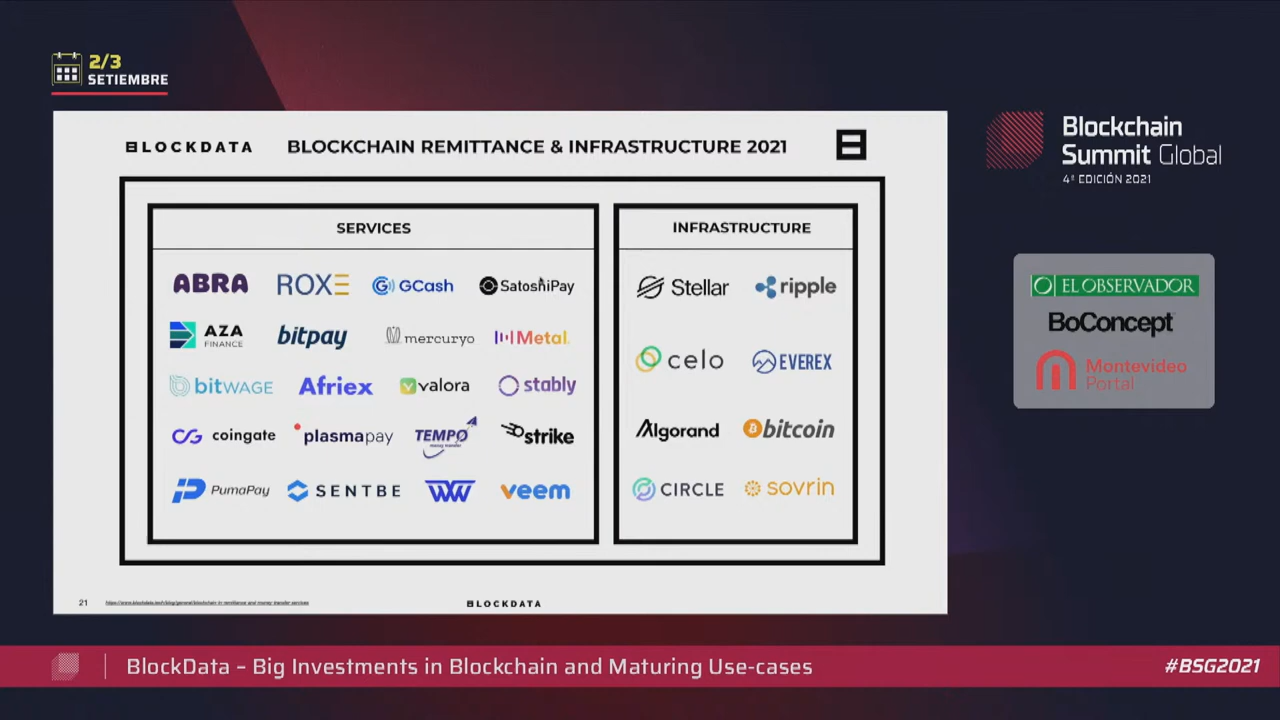 2/3
SETIEMBRE
BLOCKDATA
BLOCKCHAIN REMITTANCE & INFRASTRUCTURE 2021
SERVICES
ABRA ROXE GCash SatoshiPay
AZA FINANCE bitpay mercuryo Metal.
bitWAGE Afriex valora stably
coingate plasmapay TEMPO money transfer strike
PumaPay SENTBE WW veem
INFRASTRUCTURE
Stellar ripple
celo EVEREX
Algorand bitcoin
CIRCLE sovrin
21
BLOCKDATA
Blockchain
Summit Global
4ª EDICIÓN 2021
EL OBSERVADOR
BoConcept
Montevideo
Portal
BlockData – Big Investments in Blockchain and Maturing Use-cases
#BSG2021